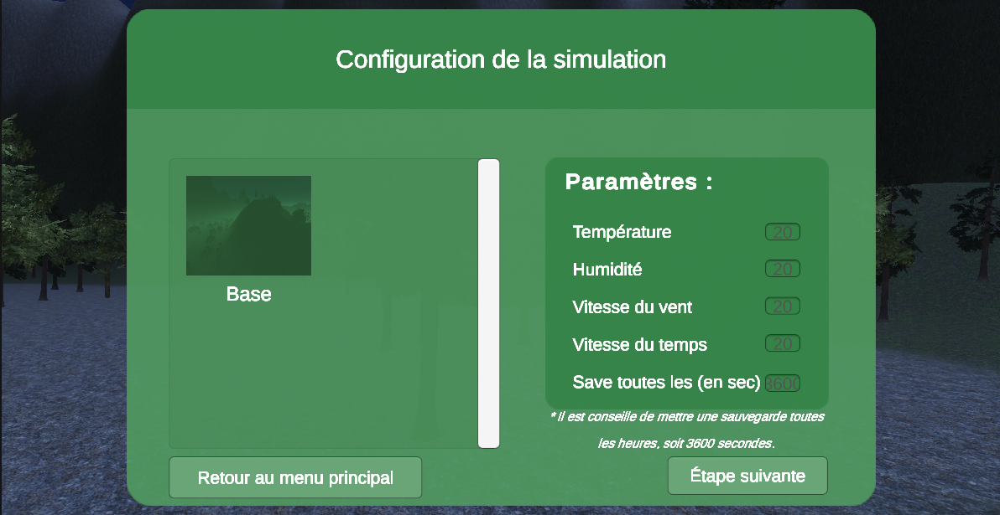 Configuration de la simulation
Base
Paramètres :
Température 20
Humidité 20
Vitesse du vent 20
Vitesse du temps 20
Save toutes les (en sec) 3600
* il est conseille de mettre une sauvegarde toutes
les heures, soit 3600 secondes.
Retour au menu principal
Étape suivante